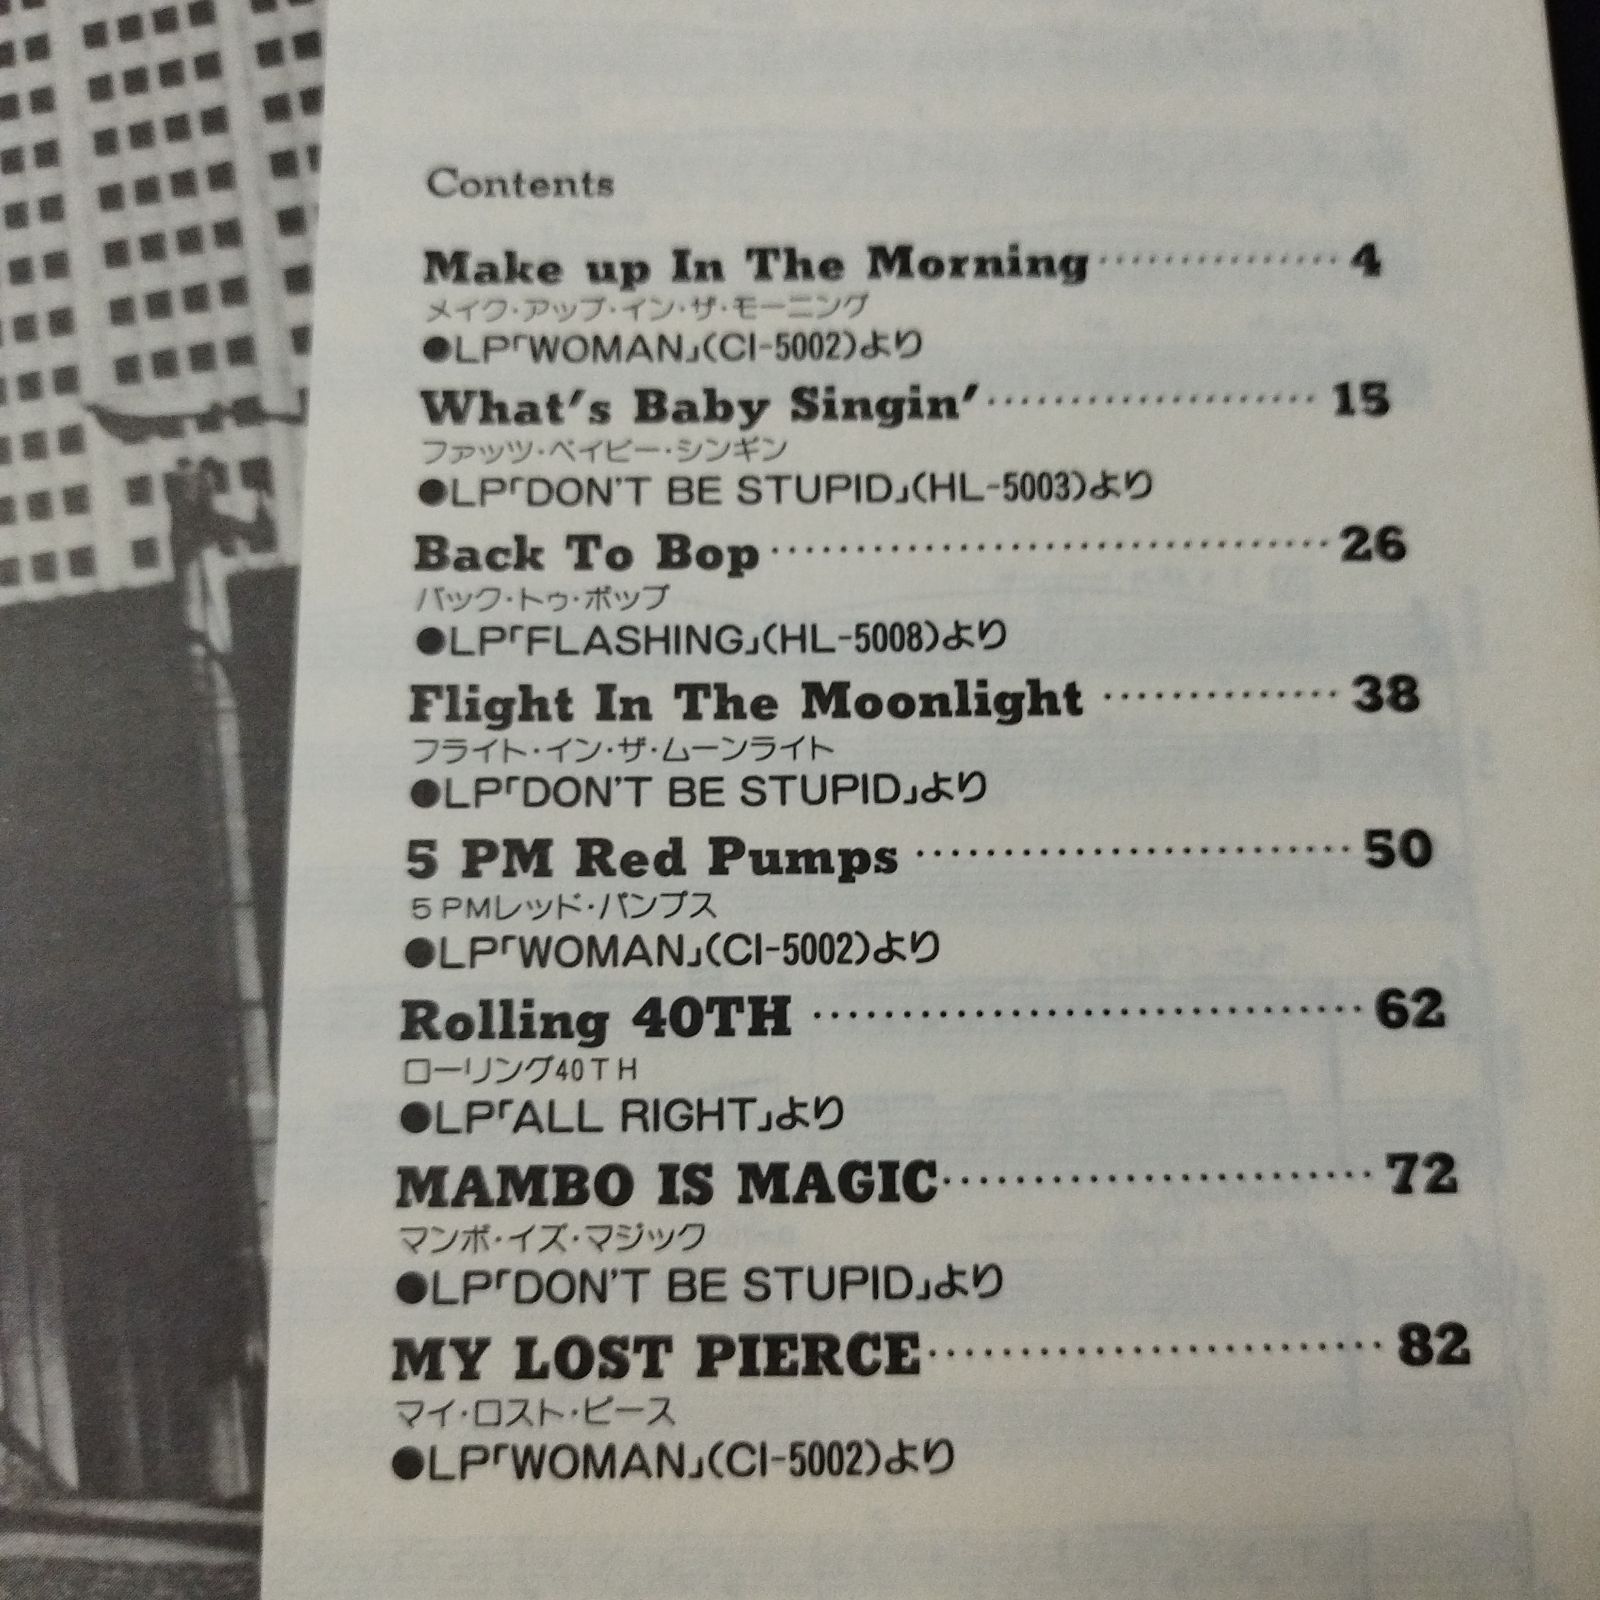 Contents
Make up In The Morning ・・・・・・・・・・・・・・・ 4
メイク・アップ・イン・ザ・モーニング
●LP「WOMAN」(CI-5002)より
What's Baby Singin' ・・・・・・・・・・・・・・・・・・・・ 15
ファッツ・ベイビー・シンギン
●LP「DON'T BE STUPID」(HL-5003)より
Back To Bop ・・・・・・・・・・・・・・・・・・・・・・・・・・・・・・・・・ 26
バック・トゥ・ボップ
●LP「FLASHING」(HL-5008)より
Flight In The Moonlight ・・・・・・・・・・・・・・ 38
フライト・イン・ザ・ムーンライト
●LP「DON'T BE STUPID」より
5 PM Red Pumps ・・・・・・・・・・・・・・・・・・・・・・・・・・ 50
5PMレッド・パンプス
●LP「WOMAN」(CI-5002)より
Rolling 40TH ・・・・・・・・・・・・・・・・・・・・・・・・・・・・・・・ 62
ローリング40TH
●LP「ALL RIGHT」より
MAMBO IS MAGIC ・・・・・・・・・・・・・・・・・・・・・・・・ 72
マンボ・イズ・マジック
●LP「DON'T BE STUPID」より
MY LOST PIERCE ・・・・・・・・・・・・・・・・・・・・・・・・・ 82
マイ・ロスト・ピース
●LP「WOMAN」(CI-5002)より